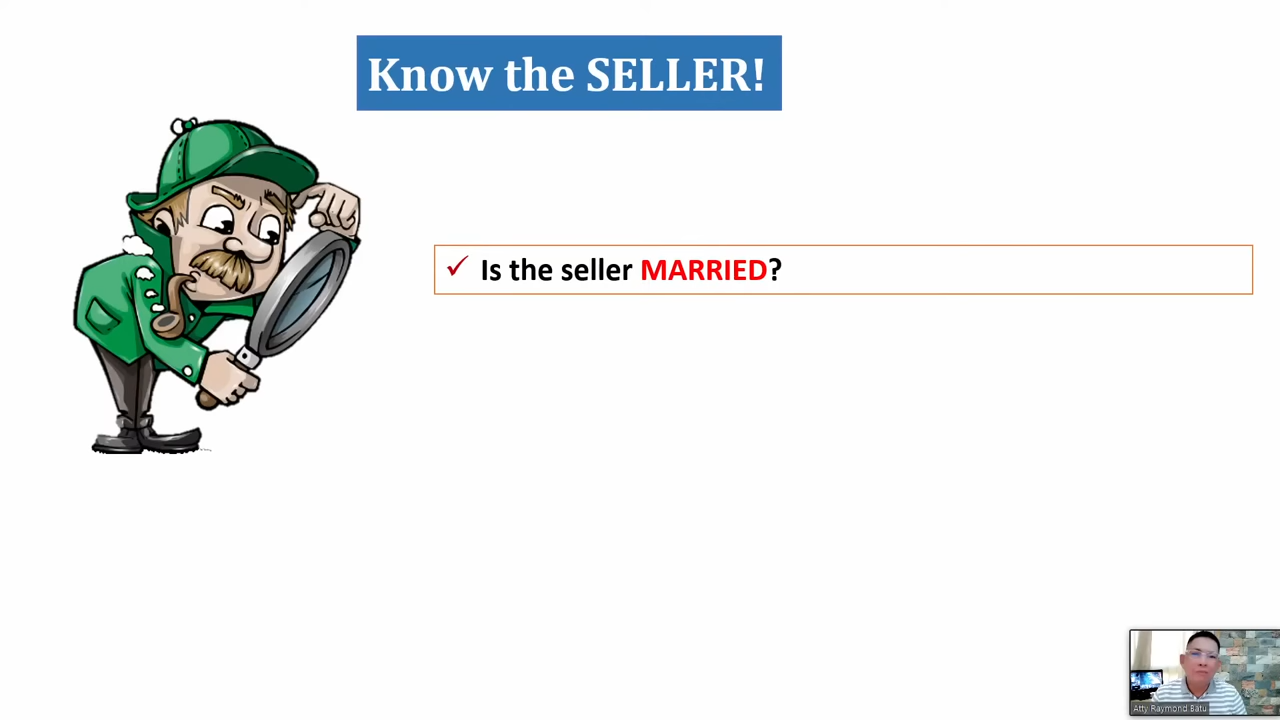 Know the SELLER!
✓ Is the seller MARRIED?
Atty Raymond Batu